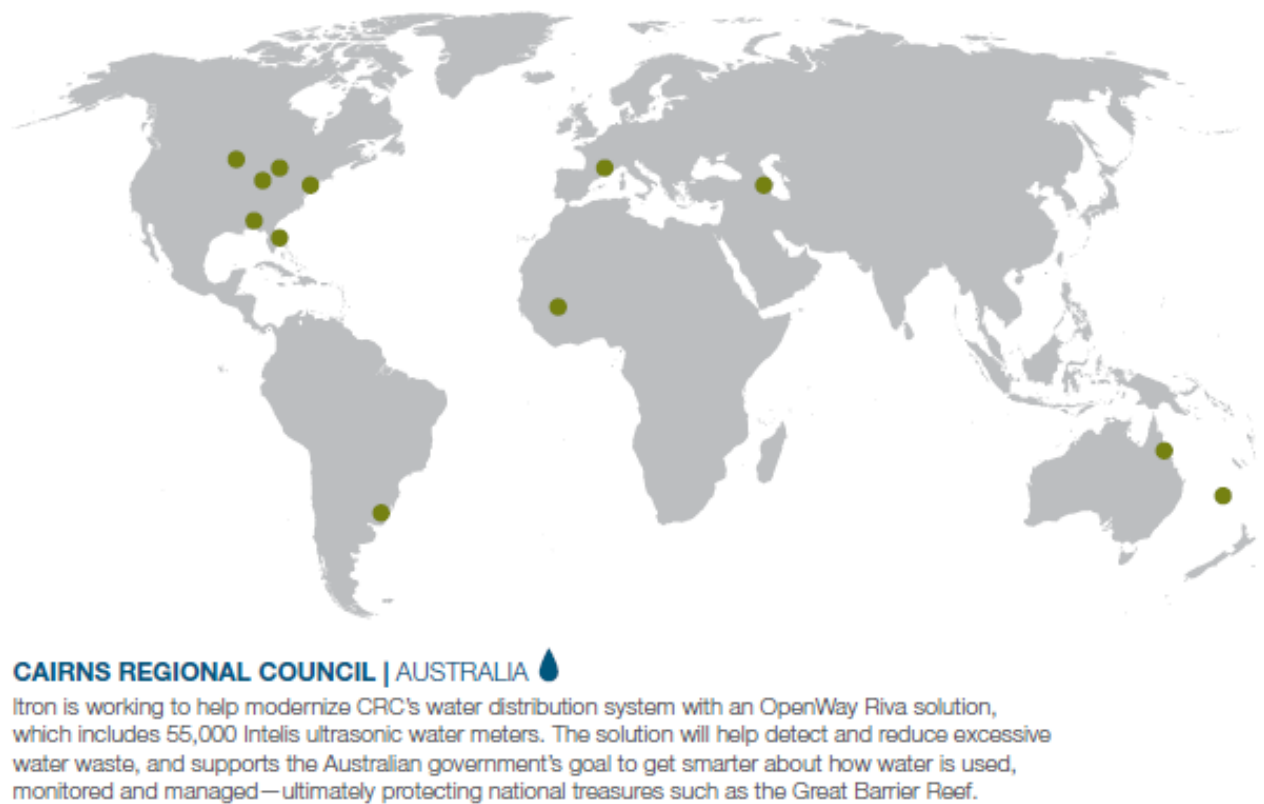 CAIRNS REGIONAL COUNCIL | AUSTRALIA
Itron is working to help modernize CRC's water distribution system with an OpenWay Riva solution,
which includes 55,000 Intelis ultrasonic water meters. The solution will help detect and reduce excessive
water waste, and supports the Australian government's goal to get smarter about how water is used,
monitored and managed—ultimately protecting national treasures such as the Great Barrier Reef.